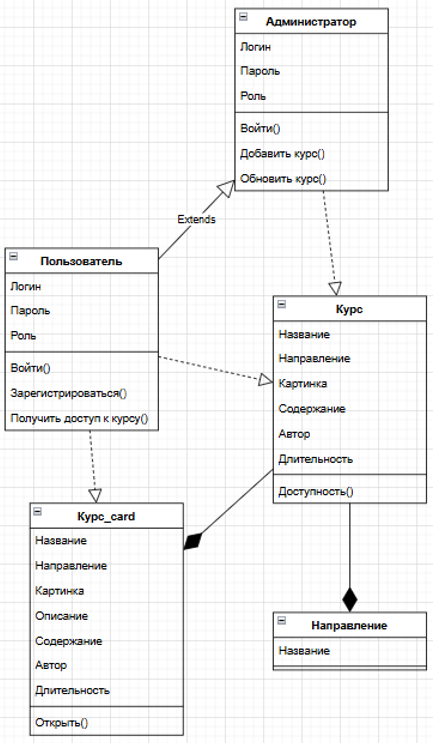 Администратор
Логин
Пароль
Роль
Войти()
Добавить курс()
Обновить курс()
Extends
Пользователь
Логин
Пароль
Роль
Войти()
Зарегистрироваться()
Получить доступ к курсу()
Курс
Название
Направление
Картинка
Содержание
Автор
Длительность
Доступность()
Курс_card
Название
Направление
Картинка
Описание
Содержание
Автор
Длительность
Открыть()
Направление
Название